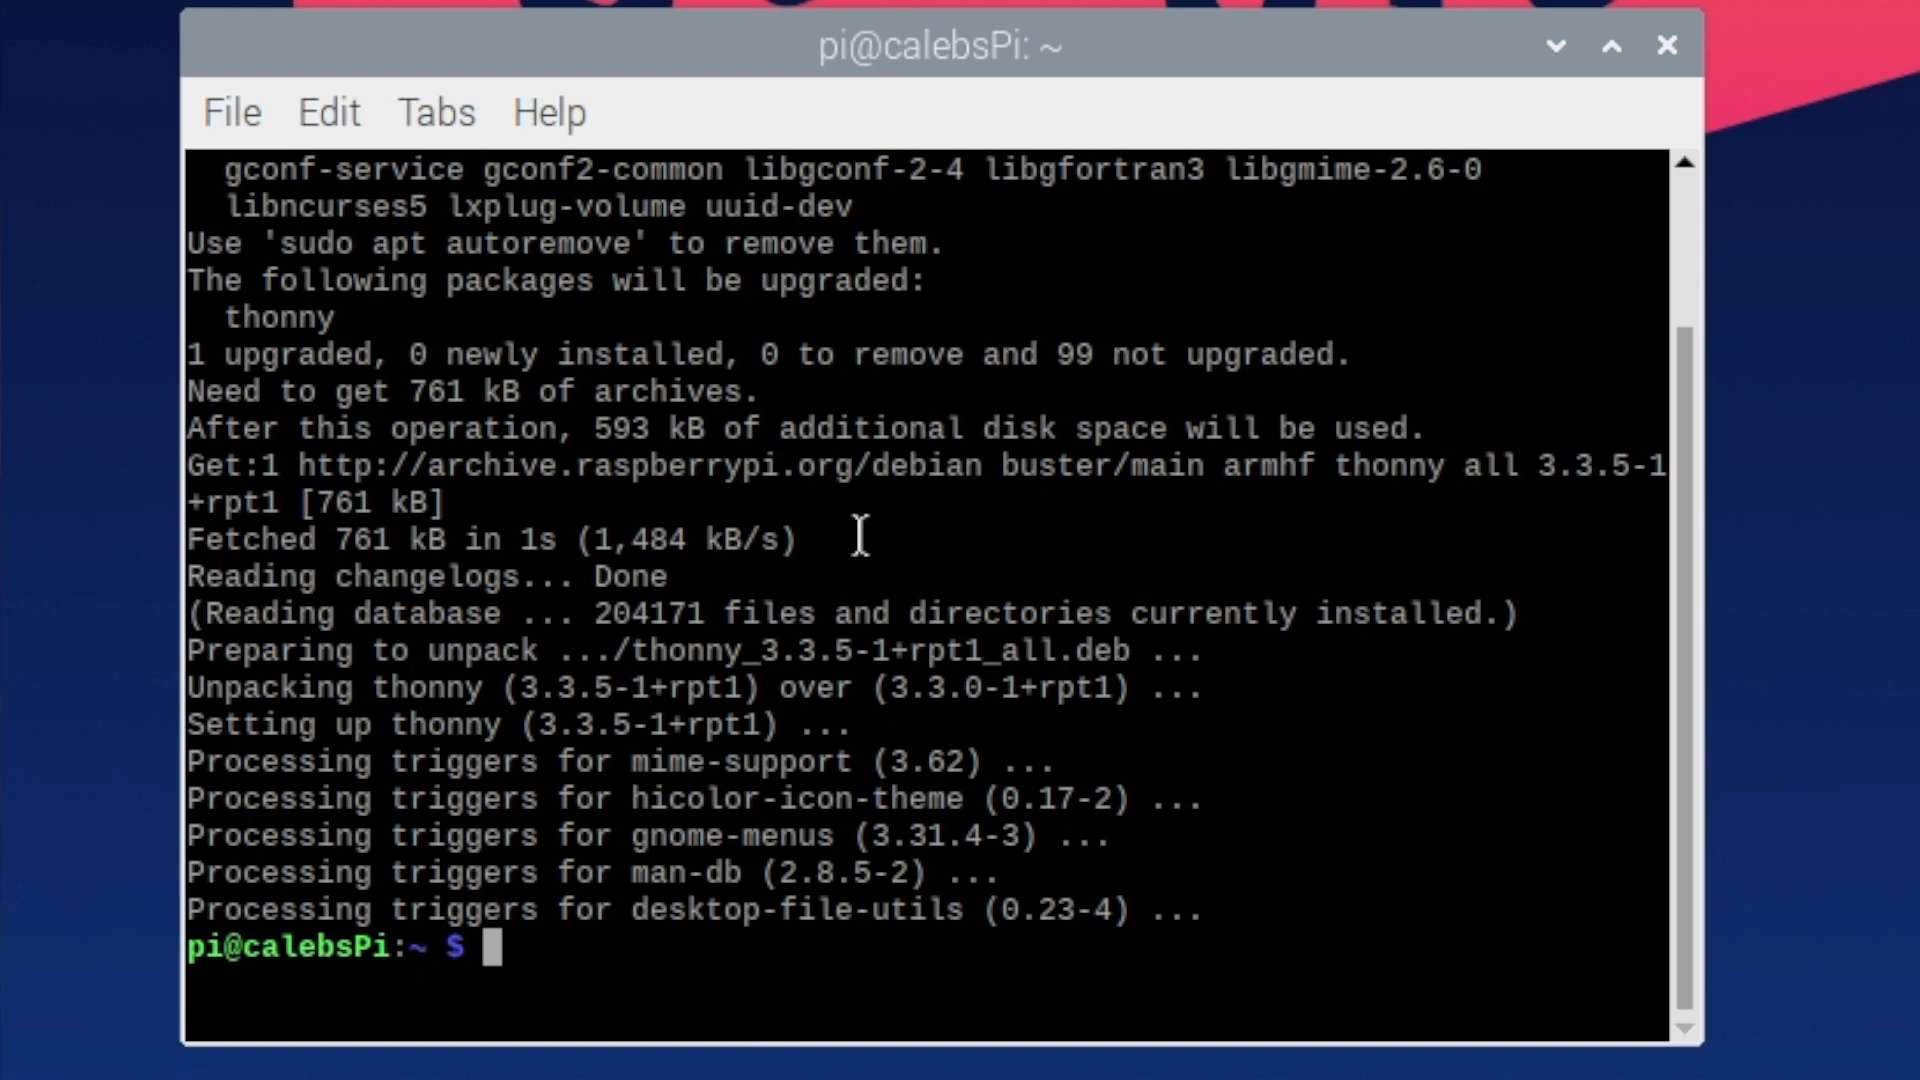 pi@calebsPi: ~
File Edit Tabs Help
gconf-service gconf2-common libgconf-2-4 libgfortran3 libgmime-2.6-0
libncurses5 lxplug-volume uuid-dev
Use 'sudo apt autoremove' to remove them.
The following packages will be upgraded:
thonny
1 upgraded, 0 newly installed, 0 to remove and 99 not upgraded.
Need to get 761 kB of archives.
After this operation, 593 kB of additional disk space will be used.
Get:1 http://archive.raspberrypi.org/debian buster/main armhf thonny all 3.3.5-1
+rpt1 [761 kB]
Fetched 761 kB in 1s (1,484 kB/s)
Reading changelogs... Done
(Reading database ... 204171 files and directories currently installed.)
Preparing to unpack .../thonny_3.3.5-1+rpt1_all.deb ...
Unpacking thonny (3.3.5-1+rpt1) over (3.3.0-1+rpt1) ...
Setting up thonny (3.3.5-1+rpt1) ...
Processing triggers for mime-support (3.62) ...
Processing triggers for hicolor-icon-theme (0.17-2) ...
Processing triggers for gnome-menus (3.31.4-3) ...
Processing triggers for man-db (2.8.5-2) ...
Processing triggers for desktop-file-utils (0.23-4) ...
pi@calebsPi:~ $